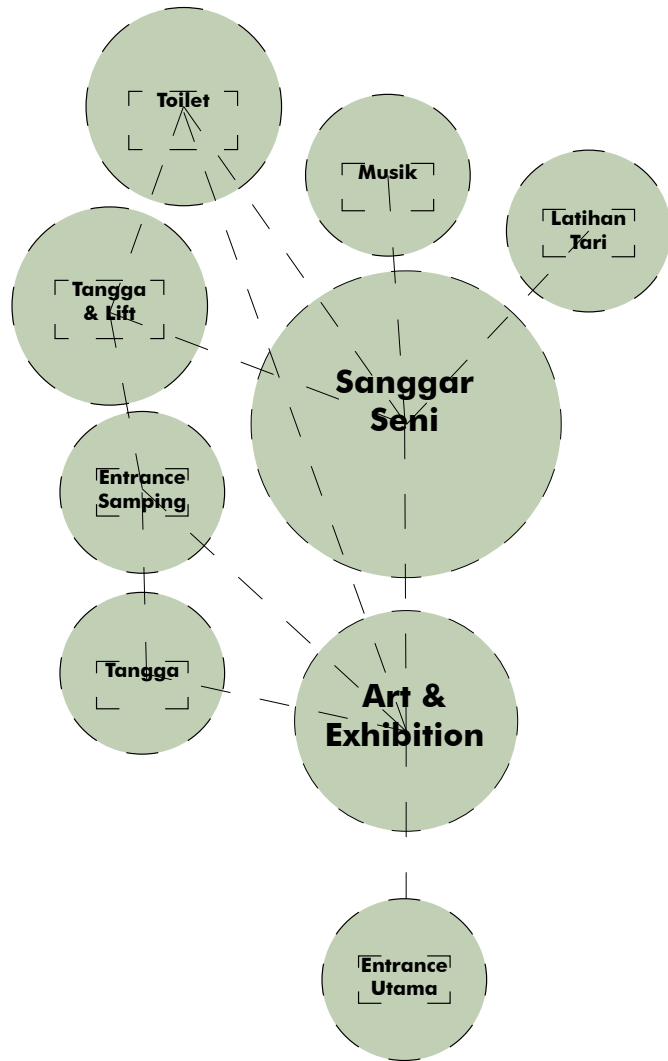 Toilet
Musik
Latihan
Tari
Tangga
& Lift
Sanggar
Seni
Entrance
Samping
Tangga
Art &
Exhibition
Entrance
Utama